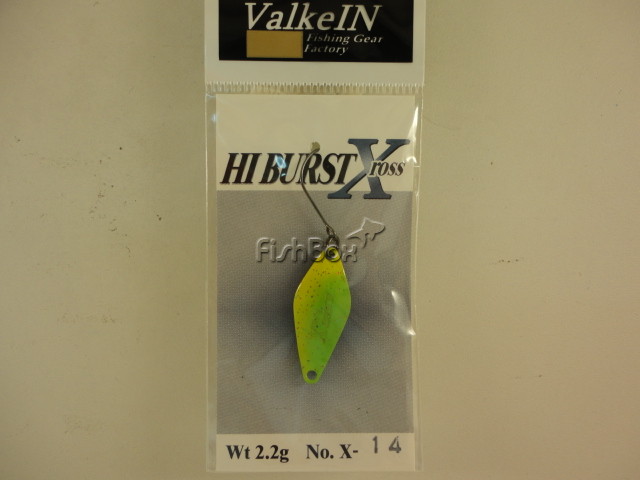 ValkeIN
Fishing Gear
Factory
HI BURST Xross
FishBox
Wt 2.2g No. X-14